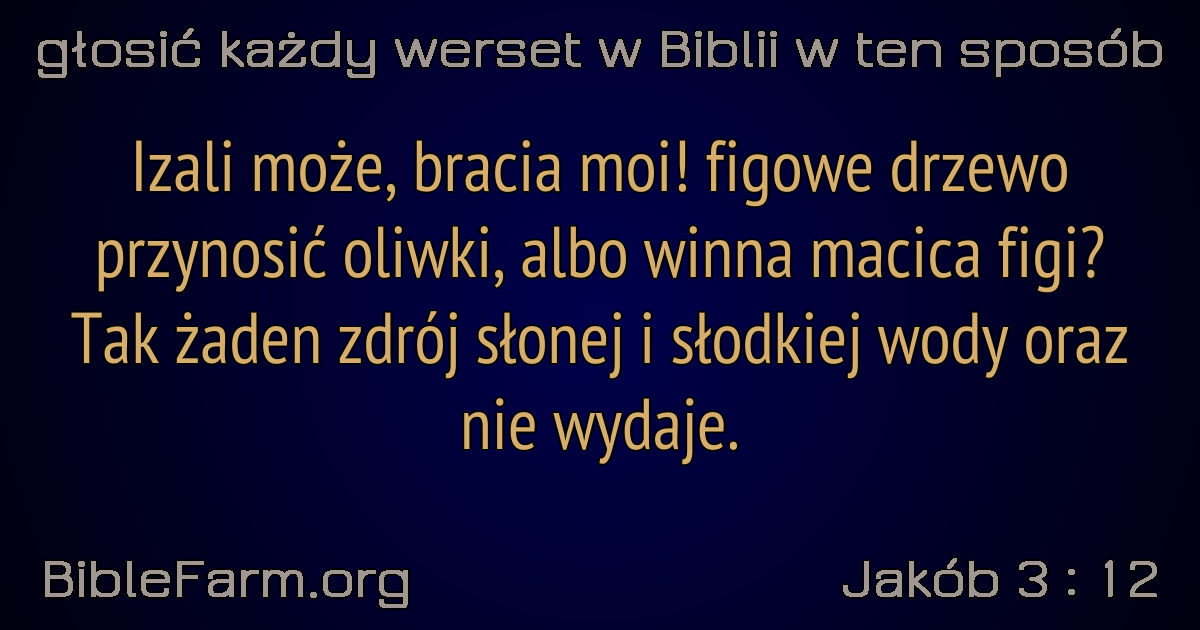 głosić każdy werset w Biblii w ten sposób
Izali może, bracia moi! figowe drzewo
przynosić oliwki, albo winna macica figi?
Tak żaden zdrój słonej i słodkiej wody oraz
nie wydaje.
BibleFarm.org
Jakób 3 : 12